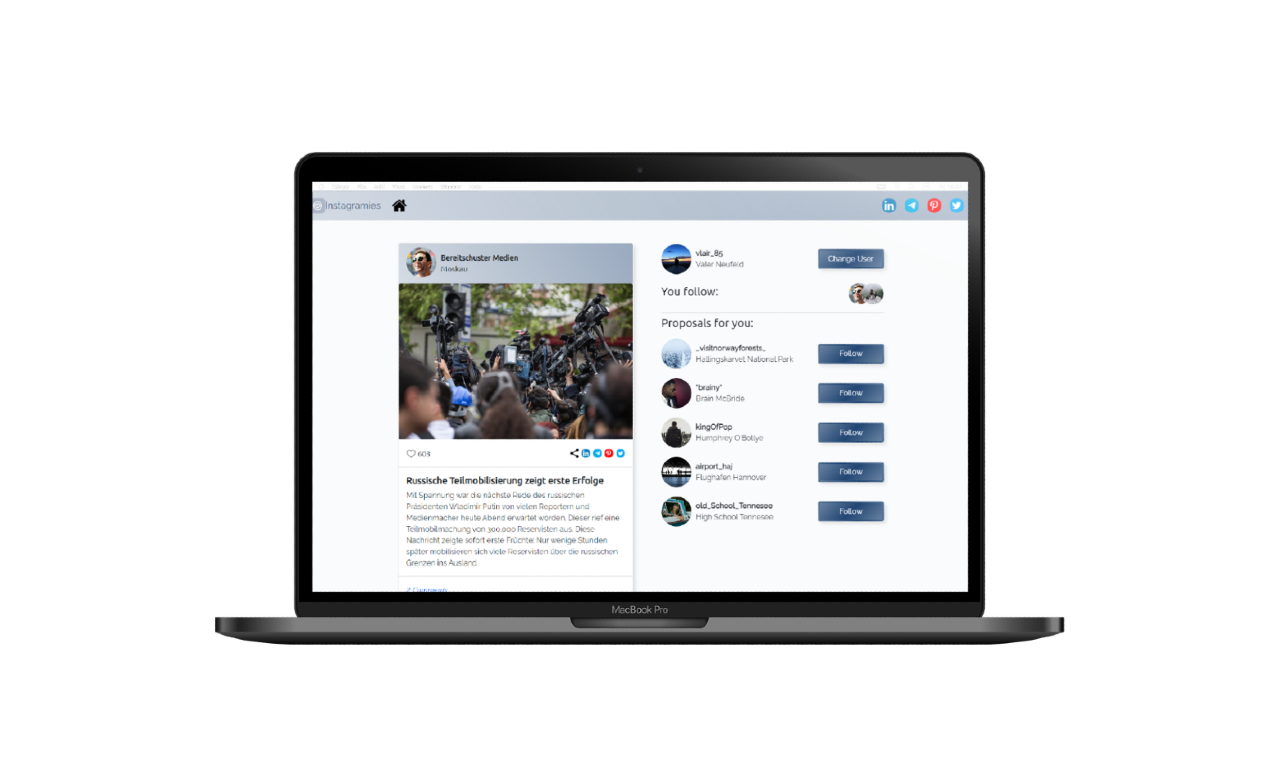 Instagramies
Bereitschuster Medien
Moskau
603
Russische Teilmobilisierung zeigt erste Erfolge
Mit Spannung war die nächste Rede des russischen
Präsidenten Wladimir Putin von vielen Reportern und
Medienmacher heute Abend erwartet worden. Dieser rief eine
Teilmobilmachung von 300.000 Reservisten aus. Diese
Nachricht zeigte sofort erste Früchte: Nur wenige Stunden
später mobilisieren sich viele Reservisten über die russischen
Grenzen ins Ausland.
vlair_85
Valer Neufeld
Change User
You follow:
Proposals for you:
_visitnorwayforests_
Hallingskarvet National Park
Follow
"brainy"
Brain McBride
Follow
kingOfPop
Humphrey O'Bollye
Follow
airport_haj
Flughafen Hannover
Follow
old_School_Tennesee
High School Tennesee
Follow
MacBook Pro